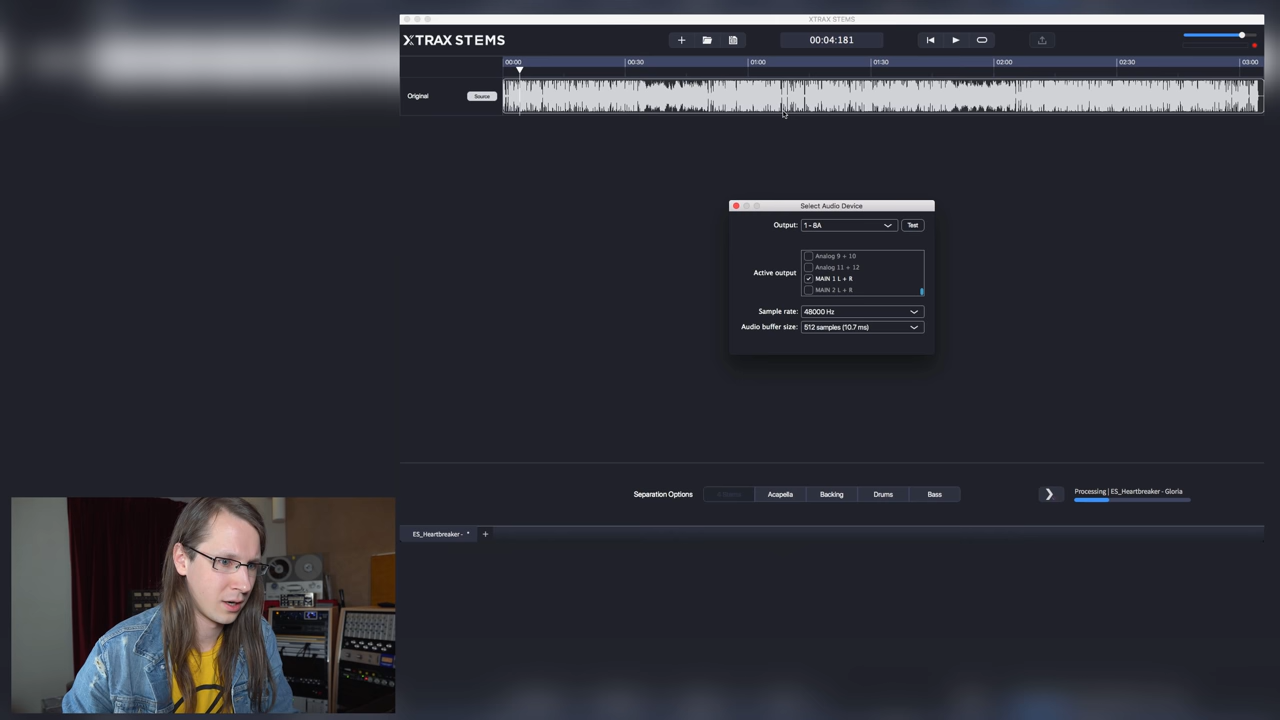 XTRAX STEMS
XTRAX STEMS
00:04:181
00:00
00:30
01:00
01:30
02:00
02:30
03:00
Original
Source
Select Audio Device
Output:
1 - BA
Test
Active output
Analog 9 + 10
Analog 11 + 12
MAIN 1 L + R
MAIN 2 L + R
Sample rate:
48000 Hz
Audio buffer size:
512 samples (10.7 ms)
Separation Options
Acapella
Backing
Drums
Bass
Processing | ES_Heartbreaker - Gloria
ES_Heartbreaker - *